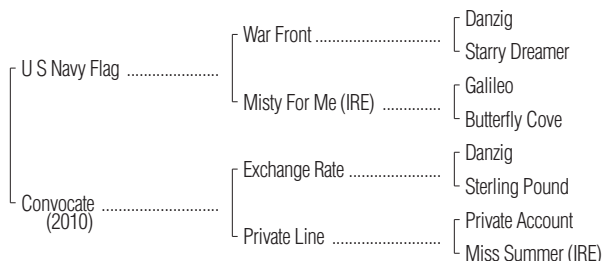 Danzig
War Front ..............................
Starry Dreamer
U S Navy Flag ......................
Galileo
Misty For Me (IRE) ..............
Butterfly Cove
Danzig
Exchange Rate ......................
Sterling Pound
Convocate ............................
(2010)
Private Account
Private Line ..........................
Miss Summer (IRE)